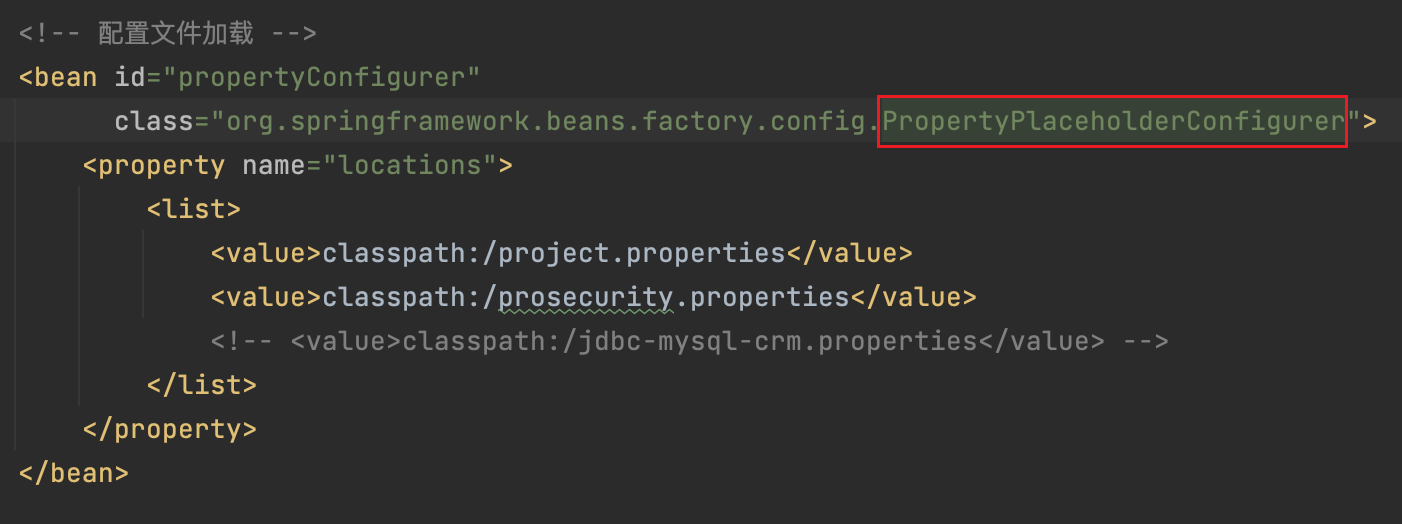 <!-- 配置文件加载 -->
<bean id="propertyConfigurer"
class="org.springframework.beans.factory.config.PropertyPlaceholderConfigurer">
<property name="locations">
<list>
<value>classpath:/project.properties</value>
<value>classpath:/prosecurity.properties</value>
<!-- <value>classpath:/jdbc-mysql-crm.properties</value> -->
</list>
</property>
</bean>